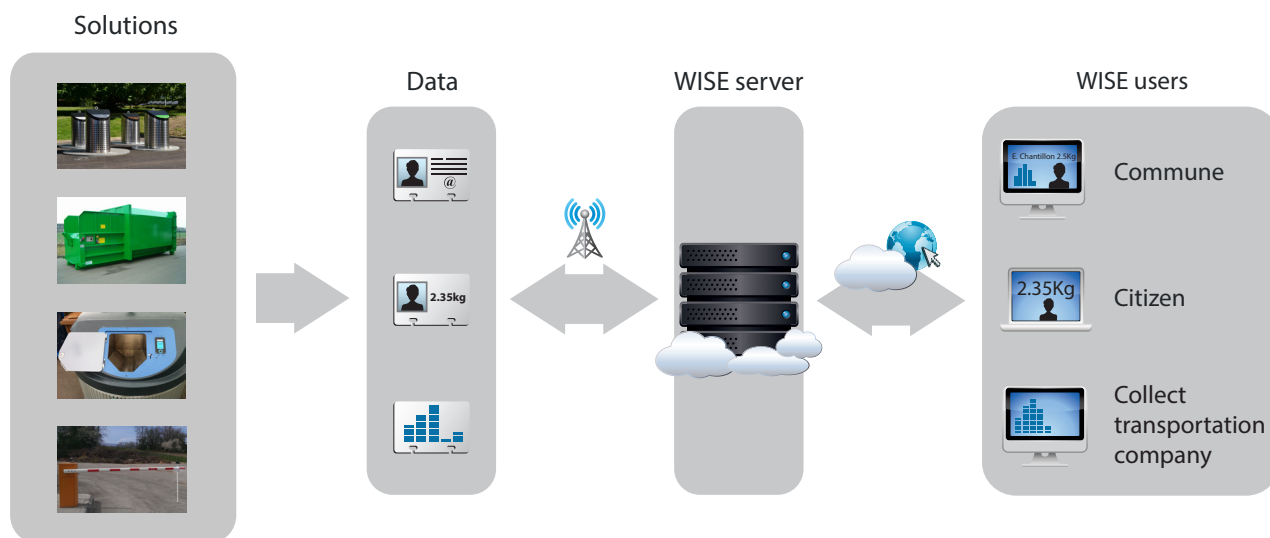 Solutions
Data
WISE server
WISE users
@
2.35kg
E. Chantillon 2.5Kg
Commune
2.35Kg
Citizen
Collect
transportation
company